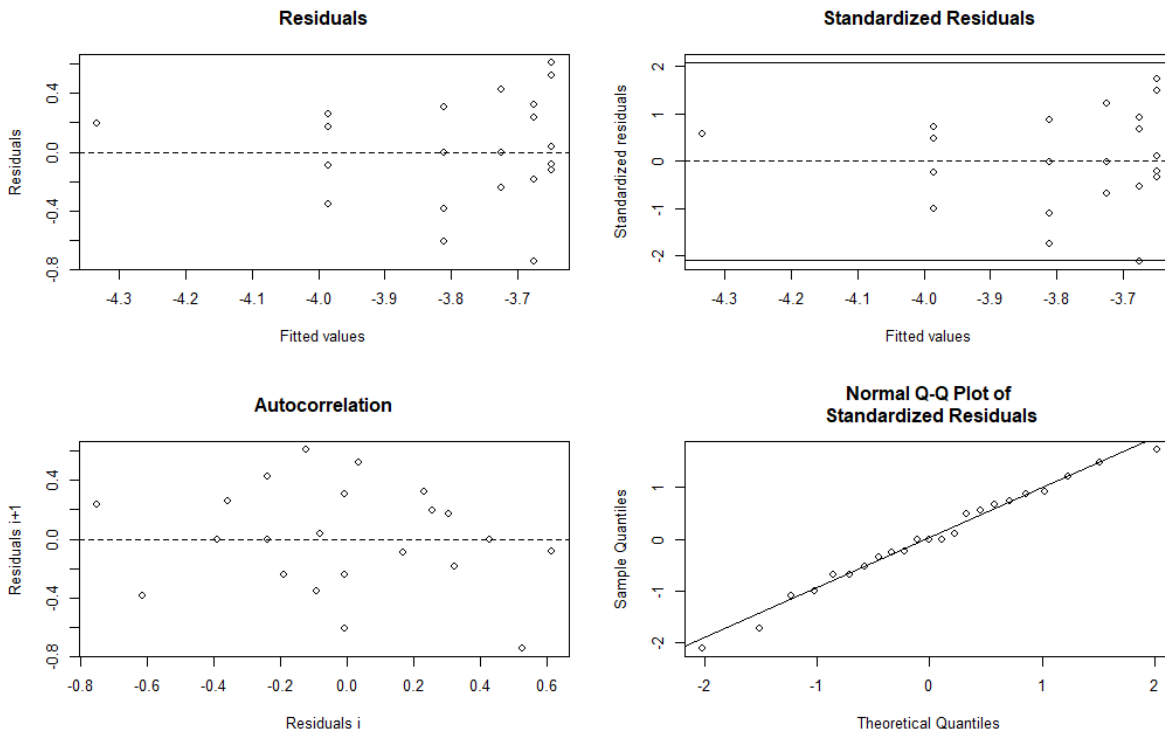 Residuals
Residuals
0.4
0.0
-0.4
-0.8
-4.3 -4.2 -4.1 -4.0 -3.9 -3.8 -3.7
Fitted values
Standardized Residuals
Standardized residuals
2
1
0
-1
-2
-4.3 -4.2 -4.1 -4.0 -3.9 -3.8 -3.7
Fitted values
Autocorrelation
Residuals i+1
0.4
0.0
-0.4
-0.8
-0.8 -0.6 -0.4 -0.2 0.0 0.2 0.4 0.6
Residuals i
Normal Q-Q Plot of
Standardized Residuals
Sample Quantiles
1
0
-1
-2
-2 -1 0 1 2
Theoretical Quantiles